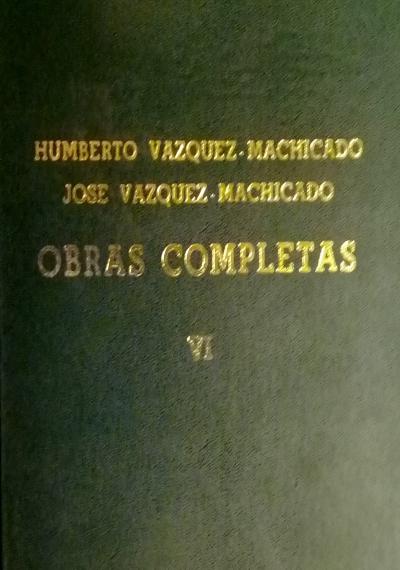 HUMBERTO VAZQUEZ-MACHICADO
JOSE VAZQUEZ-MACHICADO
OBRAS COMPLETAS
VI